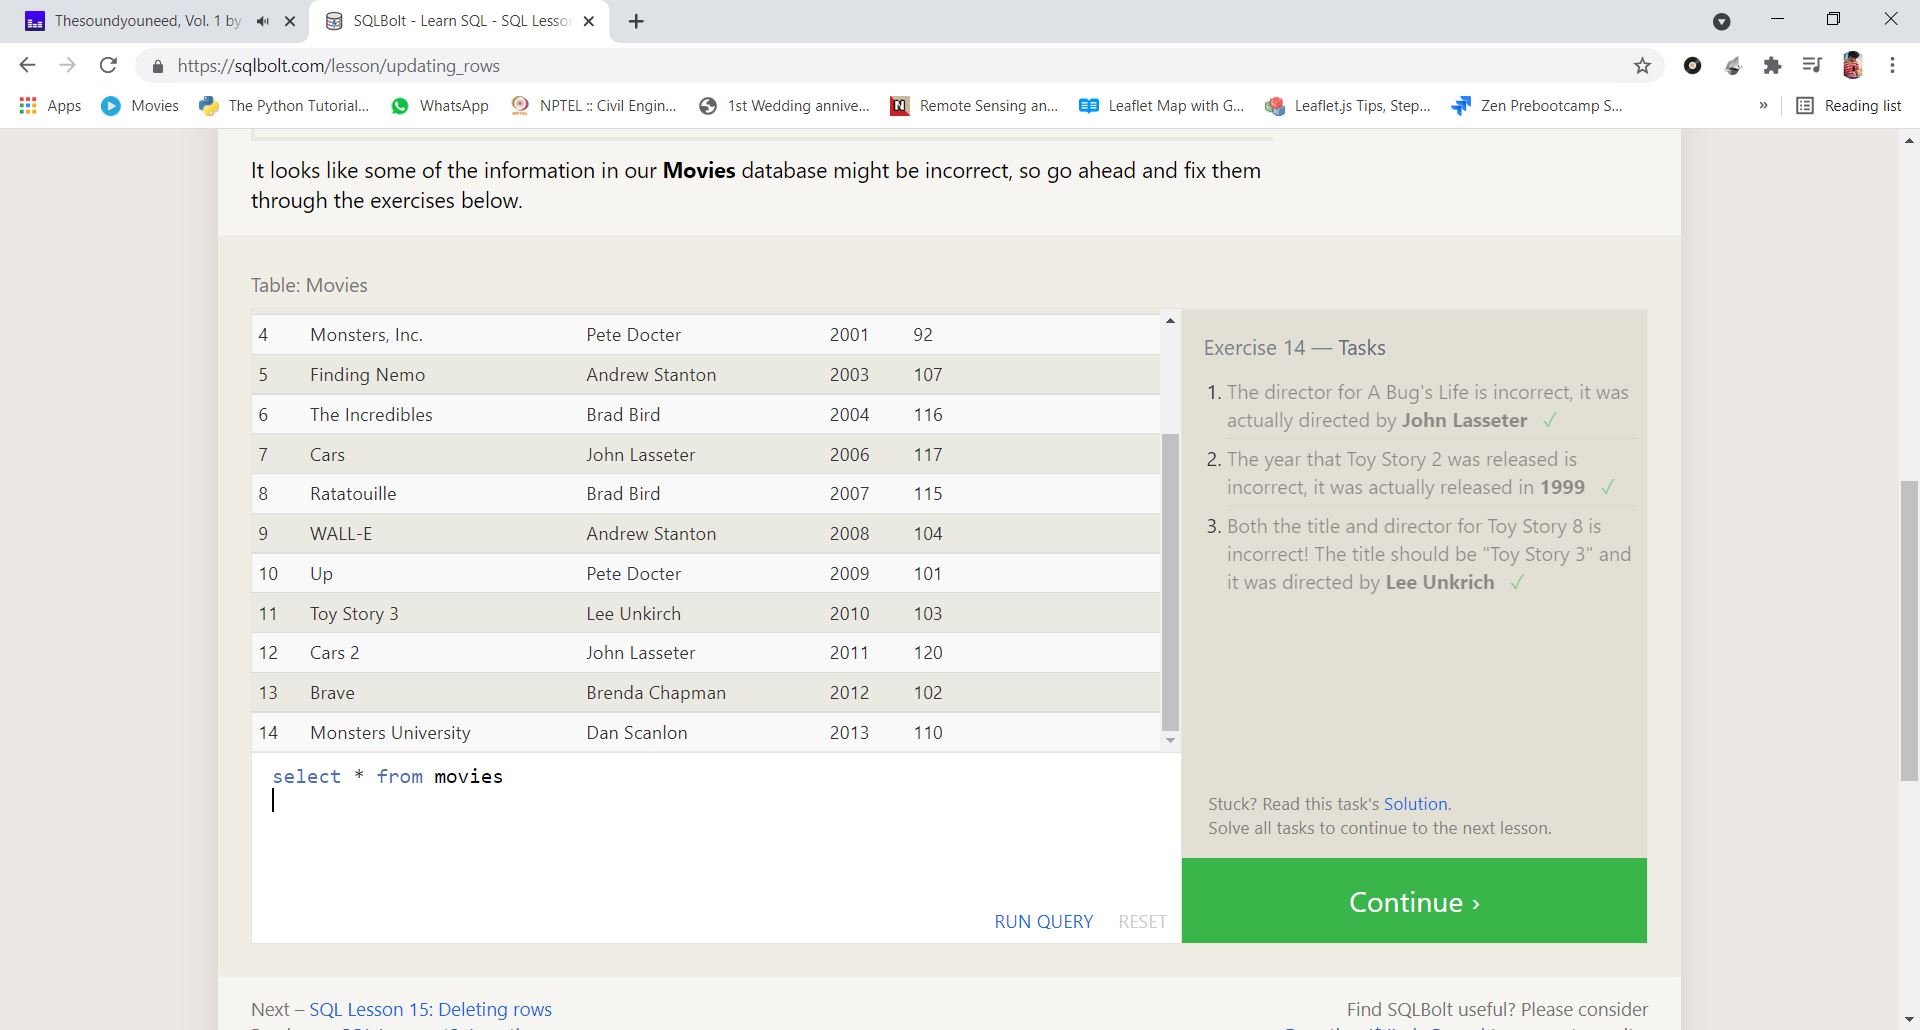 Thesoundyouneed, Vol. 1 by
SQLBolt - Learn SQL - SQL Lesson
https://sqlbolt.com/lesson/updating_rows
Apps Movies The Python Tutorial... WhatsApp NPTEL :: Civil Engin... 1st Wedding annive... Remote Sensing an... Leaflet Map with G... Leaflet.js Tips, Step... Zen Prebootcamp S... » Reading list
It looks like some of the information in our Movies database might be incorrect, so go ahead and fix them
through the exercises below.
Table: Movies
4 Monsters, Inc. Pete Docter 2001 92
5 Finding Nemo Andrew Stanton 2003 107
6 The Incredibles Brad Bird 2004 116
7 Cars John Lasseter 2006 117
8 Ratatouille Brad Bird 2007 115
9 WALL-E Andrew Stanton 2008 104
10 Up Pete Docter 2009 101
11 Toy Story 3 Lee Unkirch 2010 103
12 Cars 2 John Lasseter 2011 120
13 Brave Brenda Chapman 2012 102
14 Monsters University Dan Scanlon 2013 110
select * from movies
RUN QUERY RESET
Exercise 14 — Tasks
1. The director for A Bug's Life is incorrect, it was
actually directed by John Lasseter ✓
2. The year that Toy Story 2 was released is
incorrect, it was actually released in 1999 ✓
3. Both the title and director for Toy Story 8 is
incorrect! The title should be "Toy Story 3" and
it was directed by Lee Unkrich ✓
Stuck? Read this task's Solution.
Solve all tasks to continue to the next lesson.
Continue ›
Next – SQL Lesson 15: Deleting rows
Find SQLBolt useful? Please consider